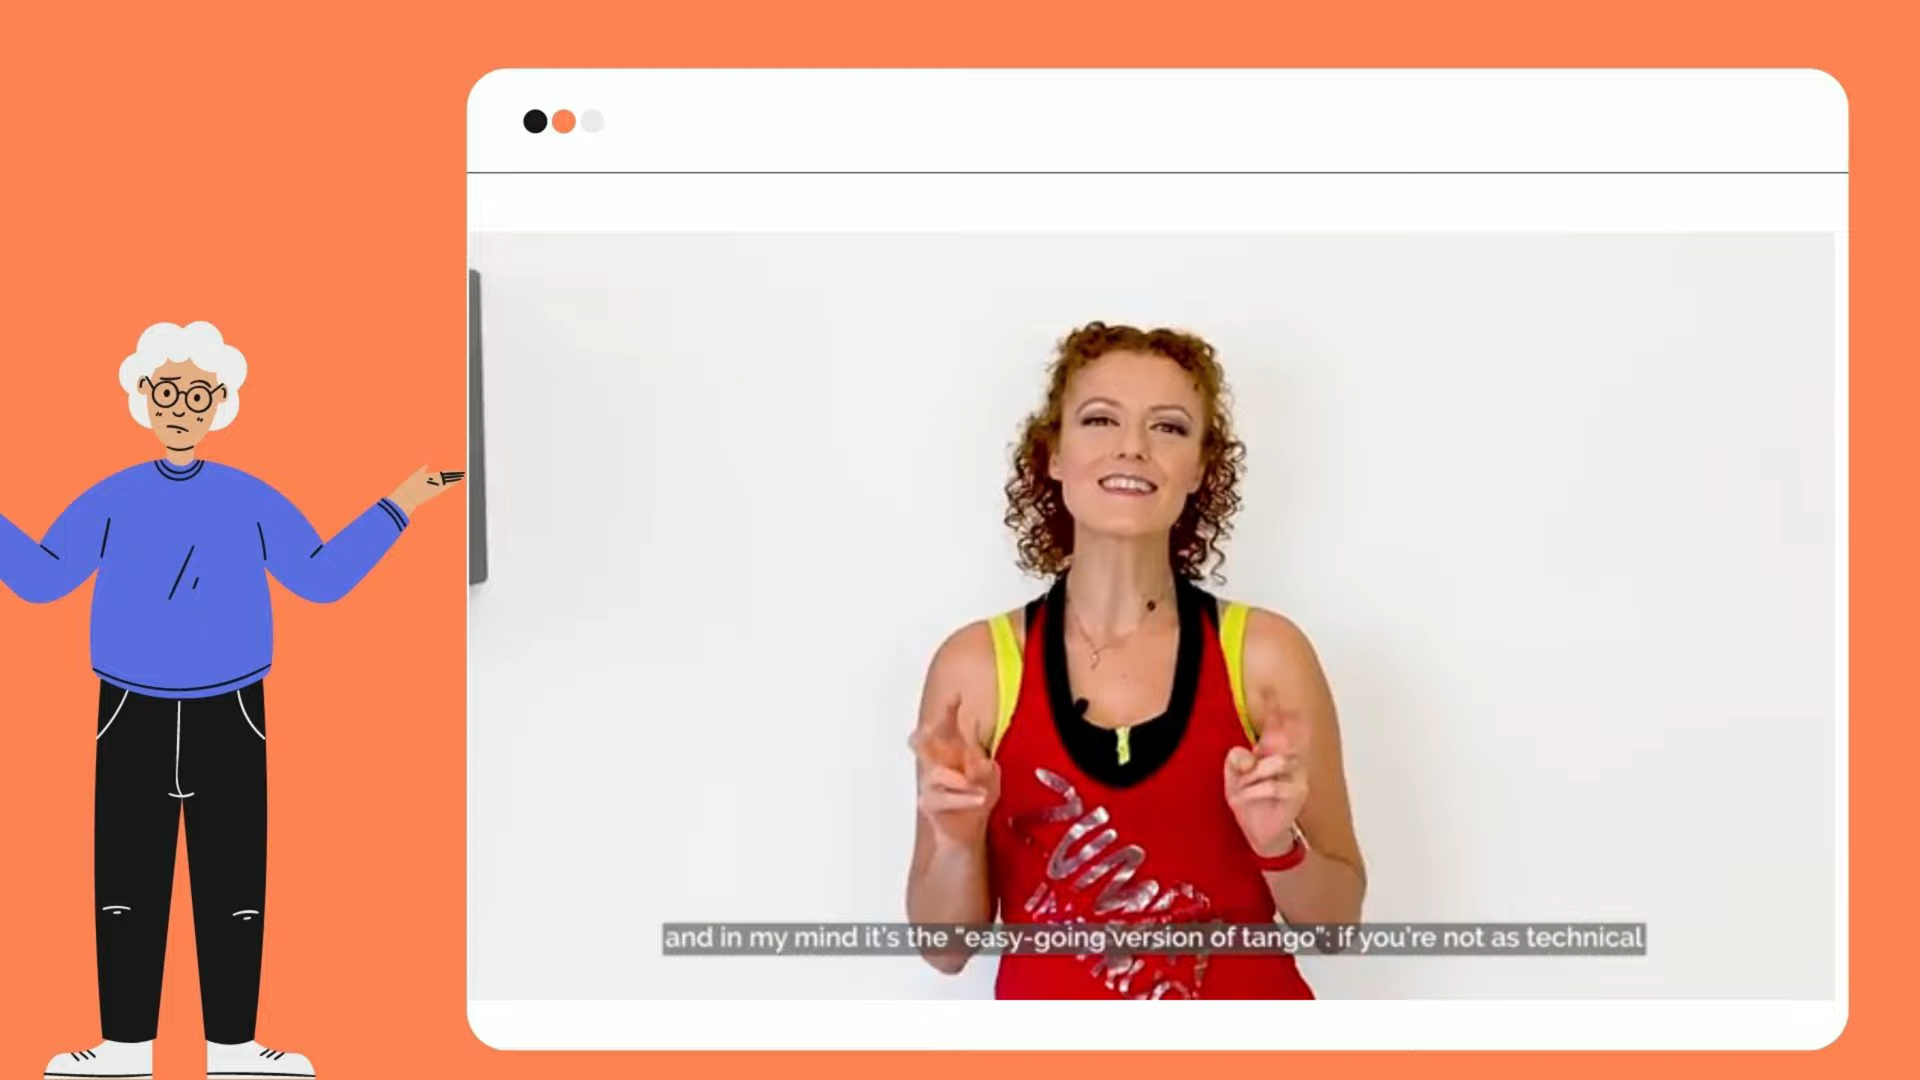 and in my mind it's the "easy-going version of tango": if you're not as technical